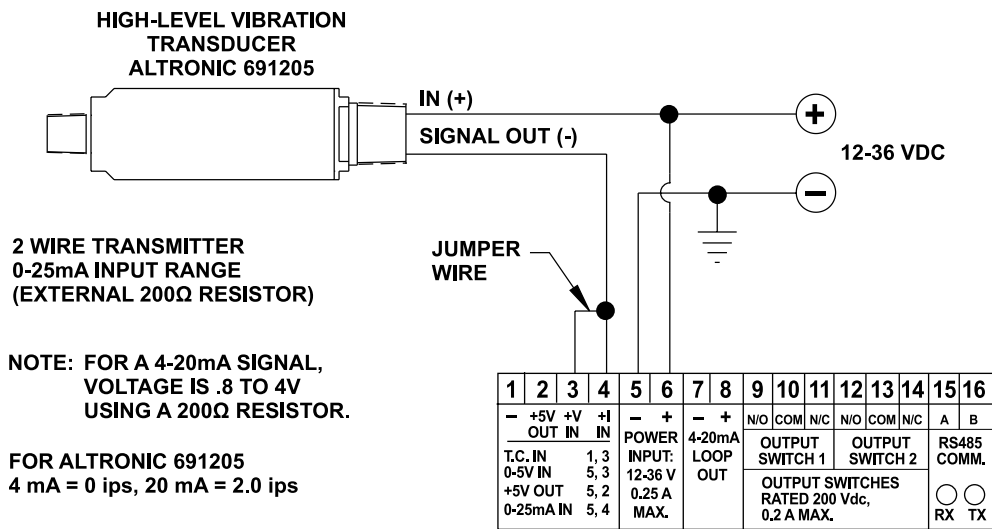 HIGH-LEVEL VIBRATION
TRANSDUCER
ALTRONIC 691205
IN (+)
SIGNAL OUT (-)
+
12-36 VDC
−
2 WIRE TRANSMITTER
0-25mA INPUT RANGE
(EXTERNAL 200Ω RESISTOR)
JUMPER
WIRE
NOTE: FOR A 4-20mA SIGNAL,
VOLTAGE IS .8 TO 4V
USING A 200Ω RESISTOR.
FOR ALTRONIC 691205
4 mA = 0 ips, 20 mA = 2.0 ips
1 2 3 4 5 6 7 8 9 10 11 12 13 14 15 16
− +5V OUT +V IN +I IN
T.C. IN 1, 3
0-5V IN 5, 3
+5V OUT 5, 2
0-25mA IN 5, 4
− +
POWER
INPUT:
12-36 V
0.25 A
MAX.
− +
4-20mA
LOOP
OUT
N/O COM N/C N/O COM N/C
OUTPUT
SWITCH 1
OUTPUT
SWITCH 2
OUTPUT SWITCHES
RATED 200 Vdc,
0.2 A MAX.
A B
RS485
COMM.
RX TX